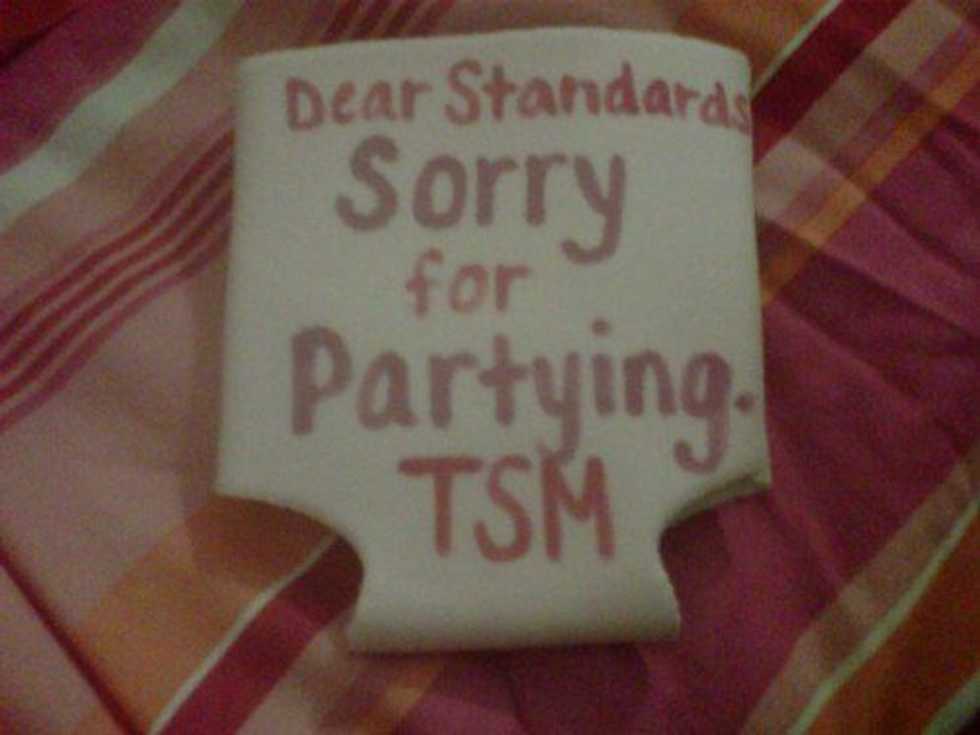 Dear Standards
Sorry
for
Partying.
TSM